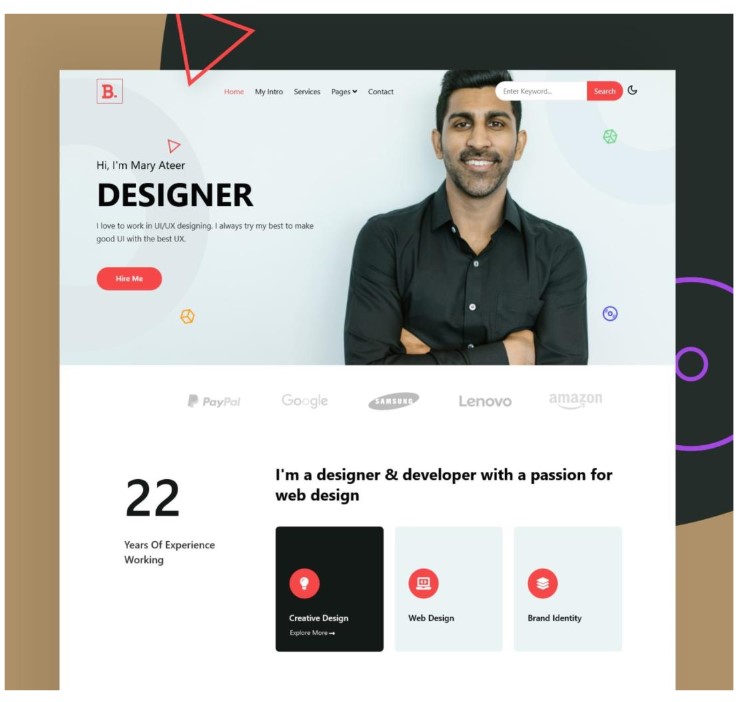 B.
Home My Intro Services Pages Contact
Enter Keyword... Search
Hi, I'm Mary Ateer
DESIGNER
I love to work in UI/UX designing. I always try my best to make
good UI with the best UX.
Hire Me
PayPal Google SAMSUNG Lenovo amazon
22
Years Of Experience
Working
I'm a designer & developer with a passion for
web design
Creative Design
Explore More
Web Design
Brand Identity